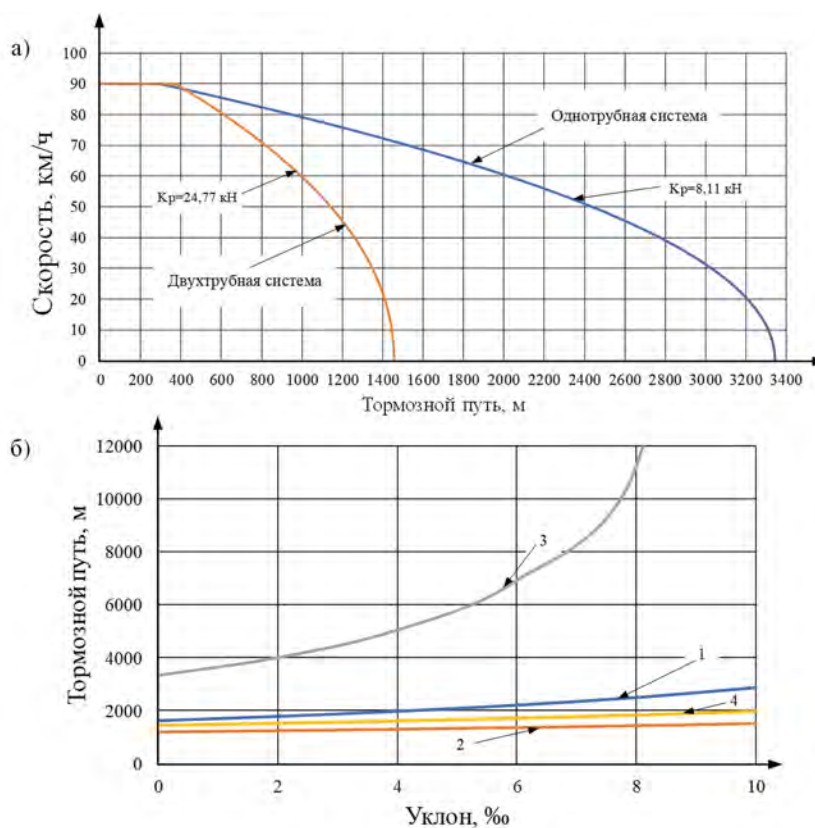 а)
100
90
80
70
60
50
40
30
20
10
0
Скорость, км/ч
Однотрубная система
Кр=24,77 кН
Кр=8,11 кН
Двухтрубная система
0 200 400 600 800 1000 1200 1400 1600 1800 2000 2200 2400 2600 2800 3000 3200 3400
Тормозной путь, м
б)
12000
10000
8000
6000
4000
2000
0
Тормозной путь, м
3
1
4
2
0 2 4 6 8 10
Уклон, ‰